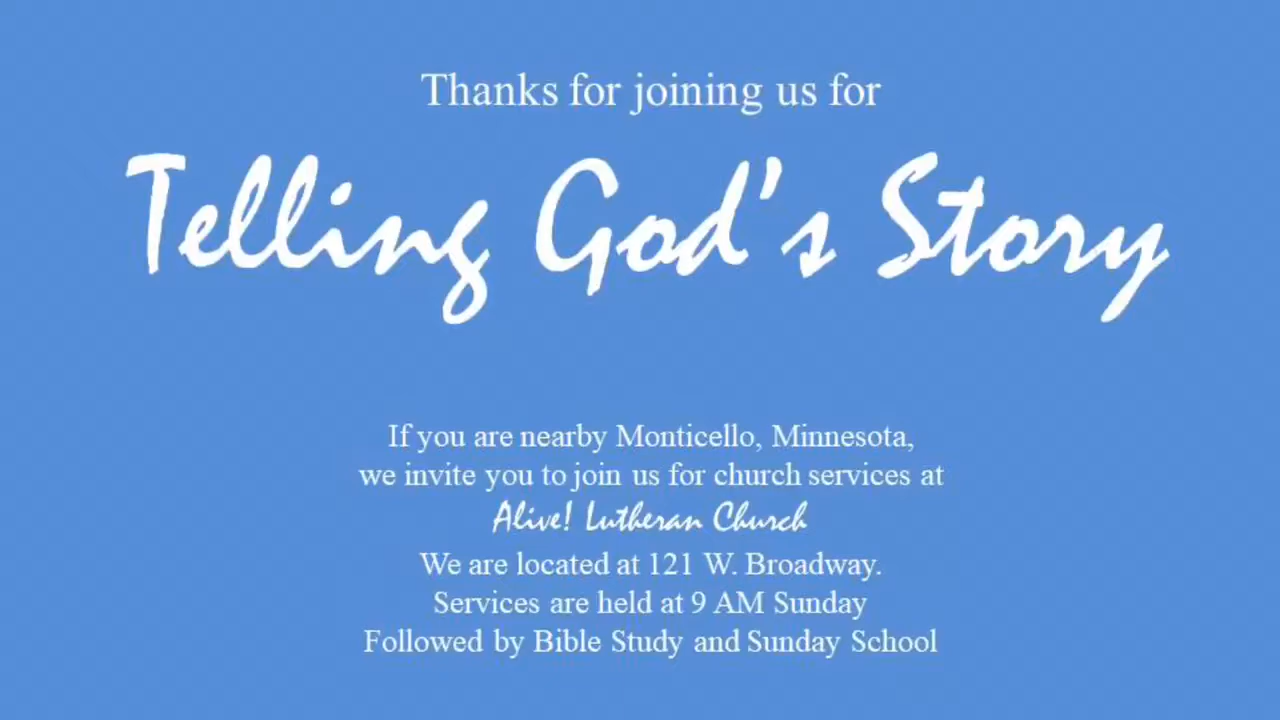 Thanks for joining us for
Telling God's Story
If you are nearby Monticello, Minnesota,
we invite you to join us for church services at
Alive! Lutheran Church
We are located at 121 W. Broadway.
Services are held at 9 AM Sunday
Followed by Bible Study and Sunday School